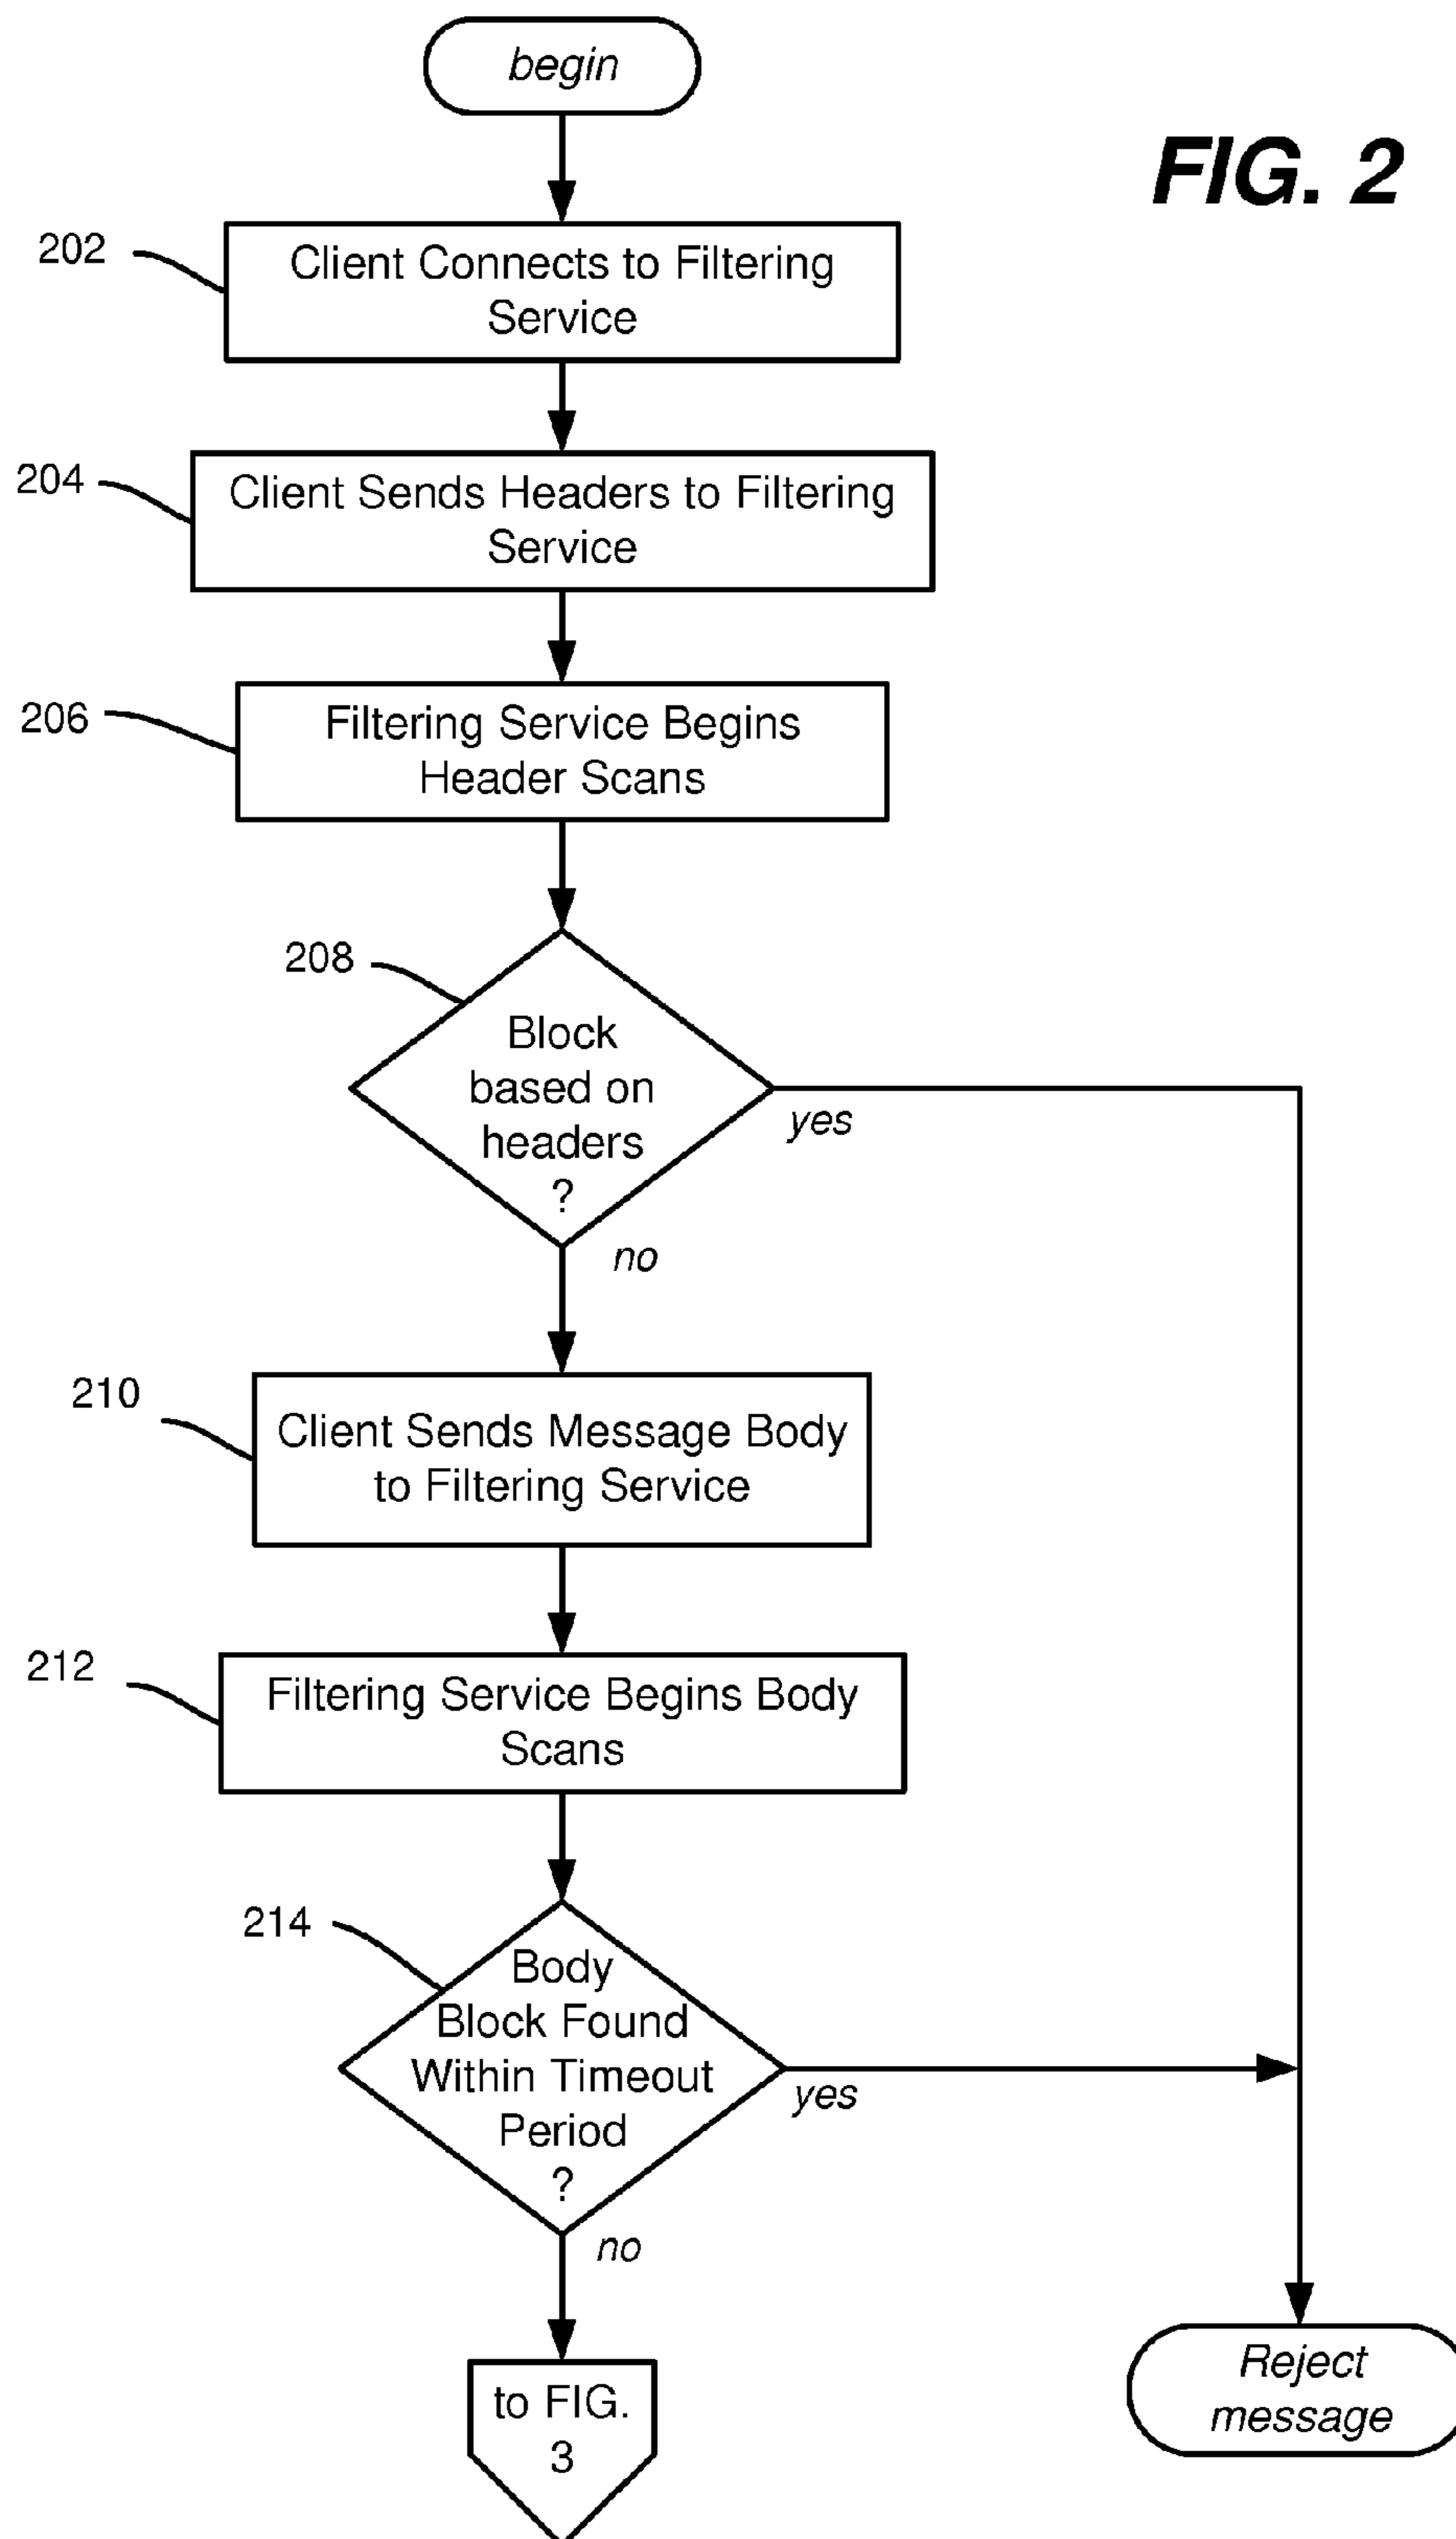 begin
FIG. 2
202
Client Connects to Filtering
Service
204
Client Sends Headers to Filtering
Service
206
Filtering Service Begins
Header Scans
208
Block
based on
headers
?
yes
no
210
Client Sends Message Body
to Filtering Service
212
Filtering Service Begins Body
Scans
214
Body
Block Found
Within Timeout
Period
?
yes
no
to FIG.
3
Reject
message